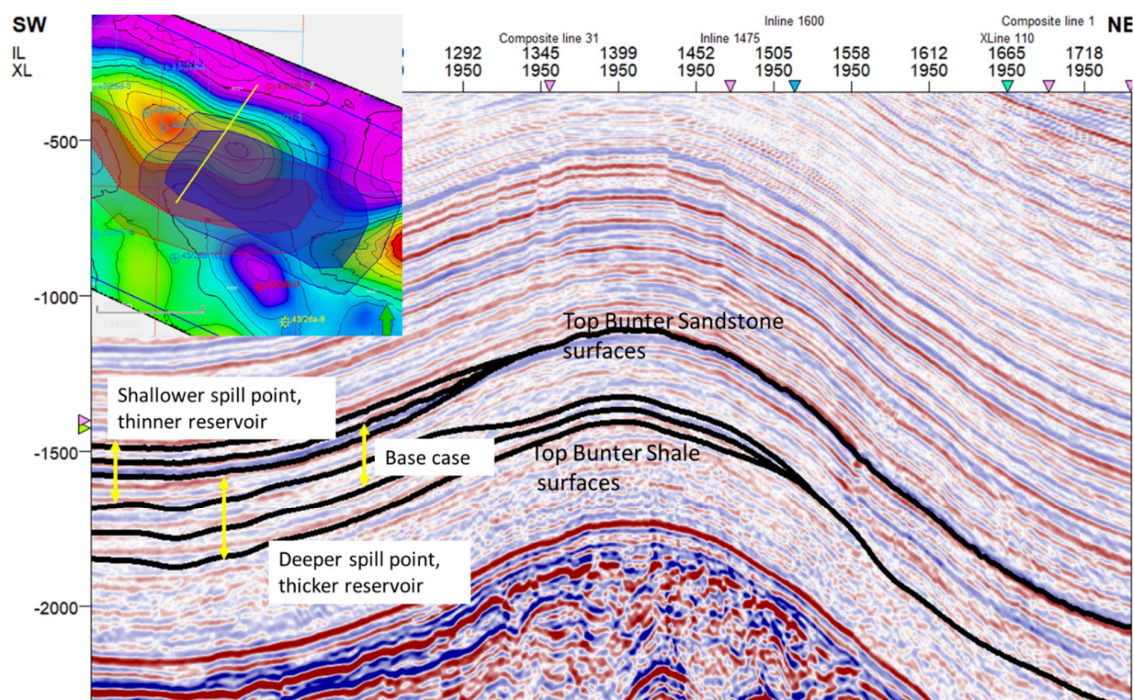 SW
NE
Inline 1600
Composite line 1
Composite line 31
Inline 1475
XLine 110
IL 1292 1345 1399 1452 1505 1558 1612 1665 1718
XL 1950 1950 1950 1950 1950 1950 1950 1950 1950
-500
-1000
-1500
-2000
43/26a-8
Top Bunter Sandstone
surfaces
Shallower spill point,
thinner reservoir
Base case
Top Bunter Shale
surfaces
Deeper spill point,
thicker reservoir